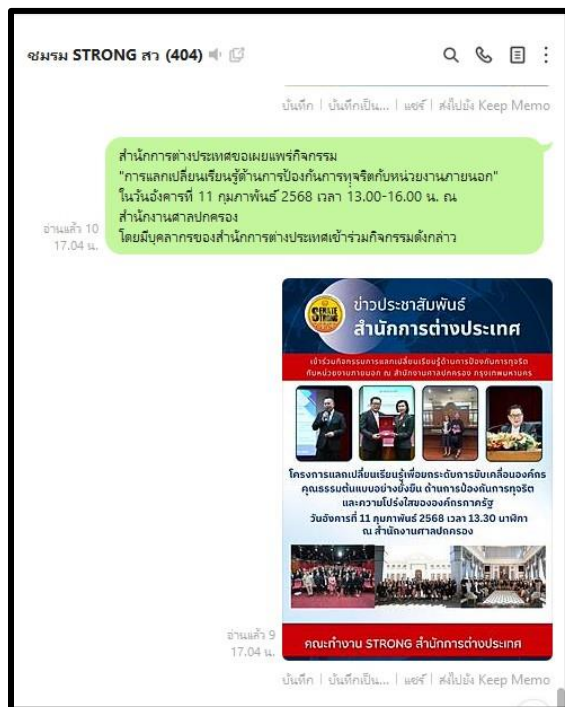 ชมรม STRONG สว (404)
บันทึก | บันทึกเป็น... | แชร์ | ส่งไปยัง Keep Memo
สำนักการต่างประเทศขอเผยแพร่กิจกรรม
"การแลกเปลี่ยนเรียนรู้ด้านการป้องกันการทุจริตกับหน่วยงานภายนอก"
ในวันอังคารที่ 11 กุมภาพันธ์ 2568 เวลา 13.00-16.00 น. ณ
สำนักงานศาลปกครอง
โดยมีบุคลากรของสำนักการต่างประเทศเข้าร่วมกิจกรรมดังกล่าว
อ่านแล้ว 10
17.04 น.
SENATE
STRONG
ข่าวประชาสัมพันธ์
สำนักการต่างประเทศ
เข้าร่วมกิจกรรมการแลกเปลี่ยนเรียนรู้ด้านการป้องกันการทุจริต
กับหน่วยงานภายนอก ณ สำนักงานศาลปกครอง กรุงเทพมหานคร
โครงการแลกเปลี่ยนเรียนรู้เพื่อยกระดับการขับเคลื่อนองค์กร
คุณธรรมต้นแบบอย่างยั่งยืน ด้านการป้องกันการทุจริต
และความโปร่งใสขององค์กรภาครัฐ
วันอังคารที่ 11 กุมภาพันธ์ 2568 เวลา 13.30 นาฬิกา
ณ สำนักงานศาลปกครอง
คณะทำงาน STRONG สำนักการต่างประเทศ
อ่านแล้ว 9
17.04 น.
บันทึก | บันทึกเป็น... | แชร์ | ส่งไปยัง Keep Memo